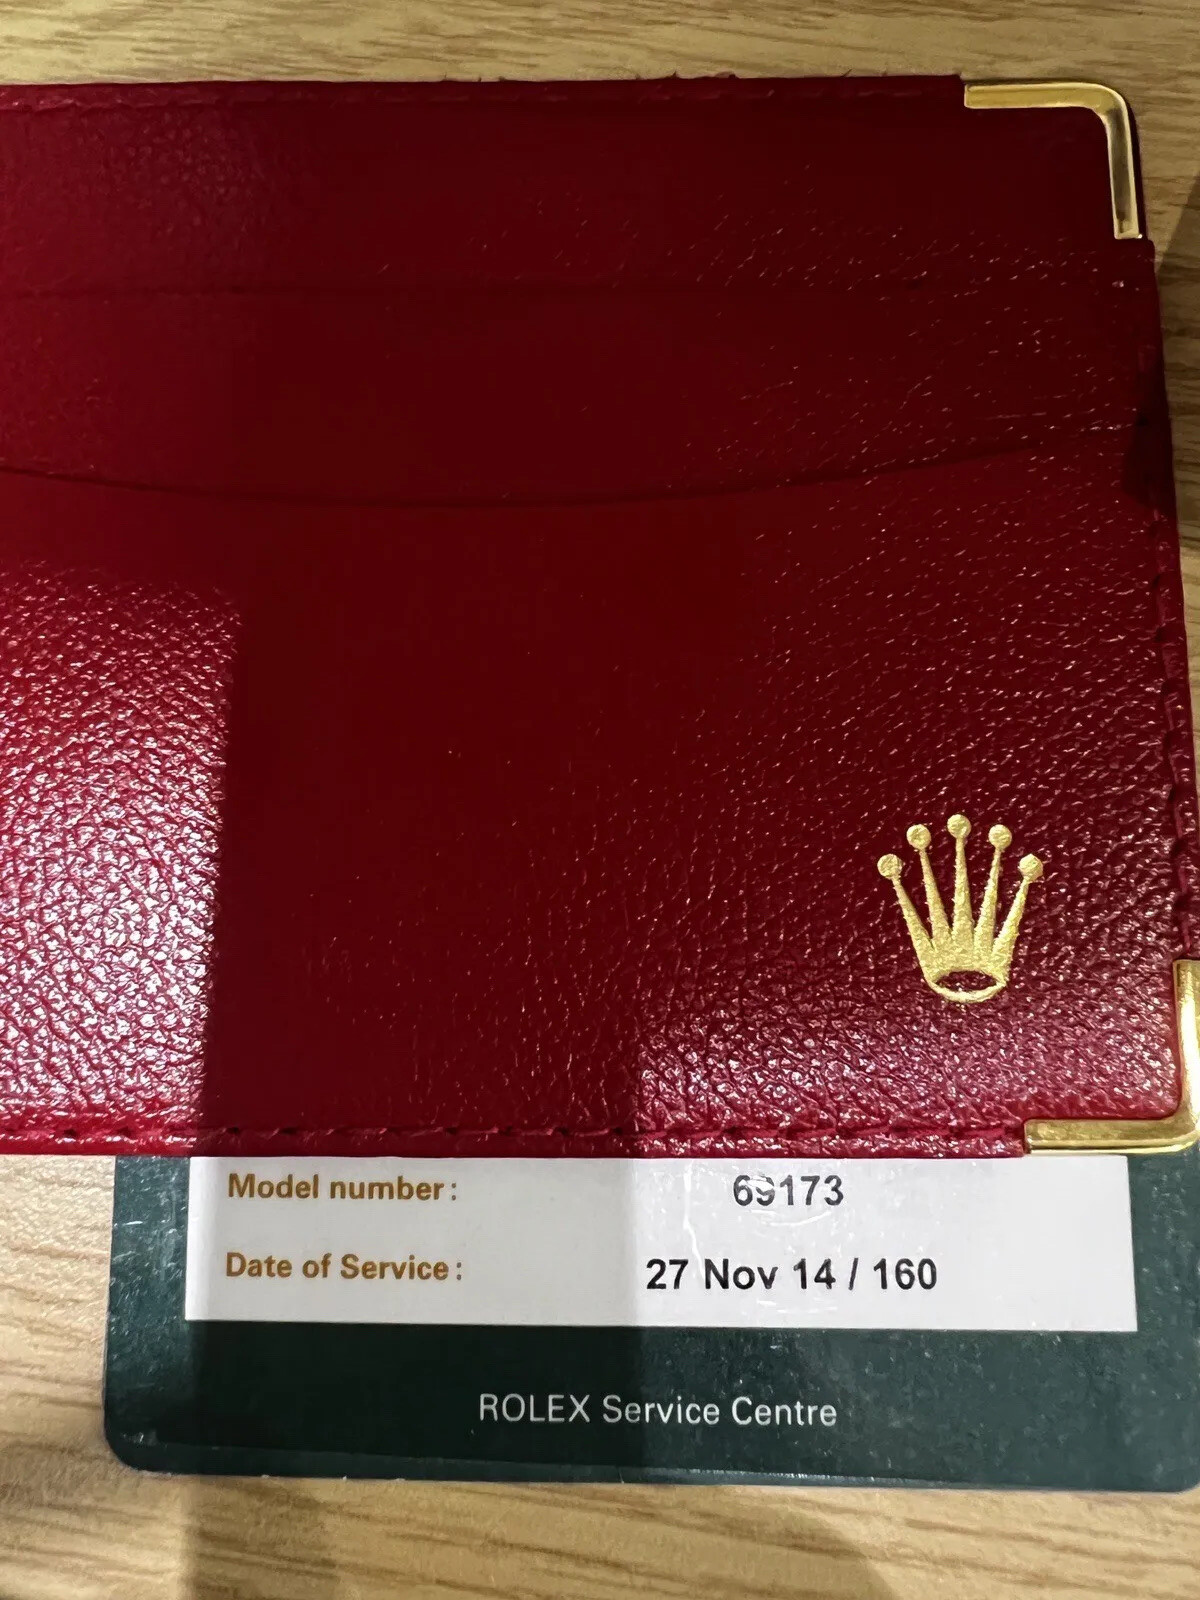 Model number: 69173
Date of Service: 27 Nov 14 / 160
ROLEX Service Centre